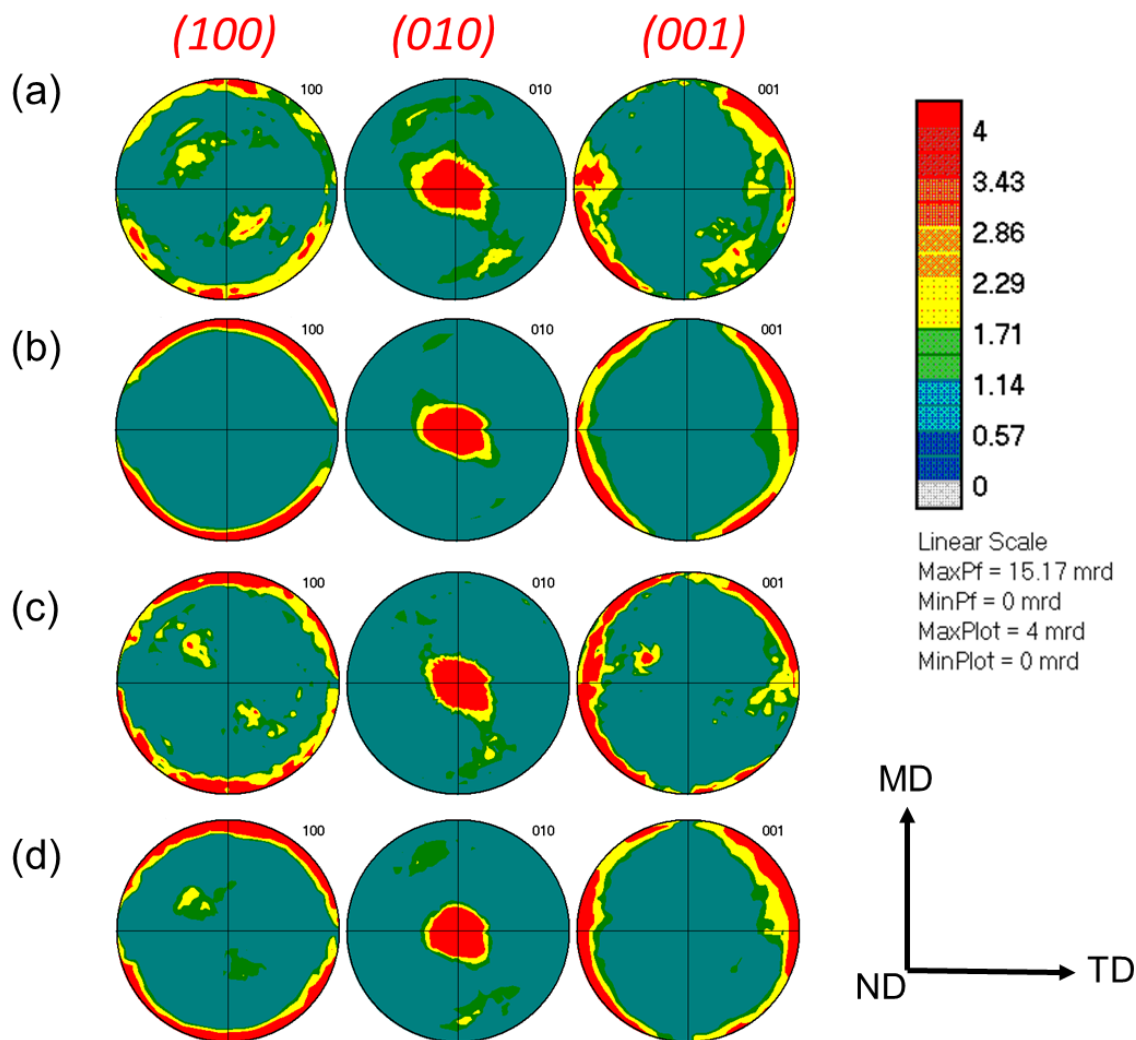 (100) (010) (001)
(a) 100 010 001
(b) 100 010 001
(c) 100 010 001
(d) 100 010 001
4
3.43
2.86
2.29
1.71
1.14
0.57
0
Linear Scale
MaxPf = 15.17 mrd
MinPf = 0 mrd
MaxPlot = 4 mrd
MinPlot = 0 mrd
MD
ND TD